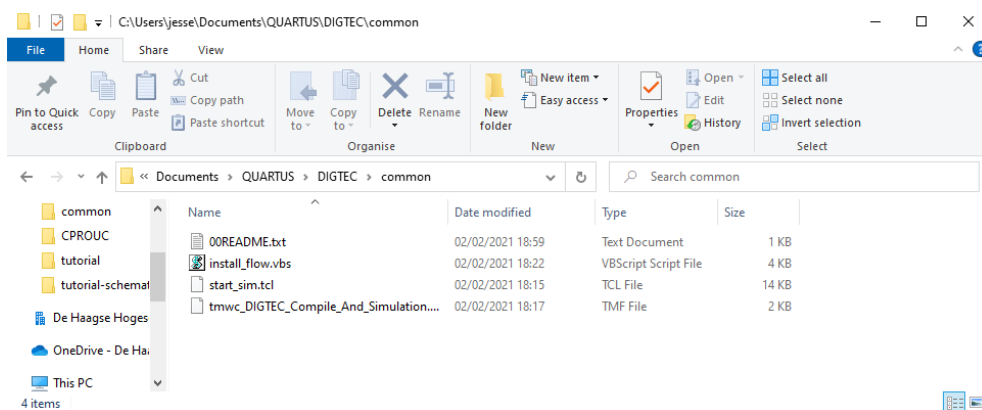 C:\Users\jesse\Documents\QUARTUS\DIGTEC\common
File Home Share View
Pin to Quick access
Copy
Paste
Cut
Copy path
Paste shortcut
Move to
Copy to
Delete
Rename
New folder
New item
Easy access
Properties
Open
Edit
History
Select all
Select none
Invert selection
Clipboard Organise New Open Select
« Documents > QUARTUS > DIGTEC > common
Search common
common
CPROUC
tutorial
tutorial-schemat
De Haagse Hoges
OneDrive - De Ha
This PC
Name Date modified Type Size
00README.txt 02/02/2021 18:59 Text Document 1 KB
install_flow.vbs 02/02/2021 18:22 VBScript Script File 4 KB
start_sim.tcl 02/02/2021 18:15 TCL File 14 KB
tmwc_DIGTEC_Compile_And_Simulation.... 02/02/2021 18:17 TMF File 2 KB
4 items